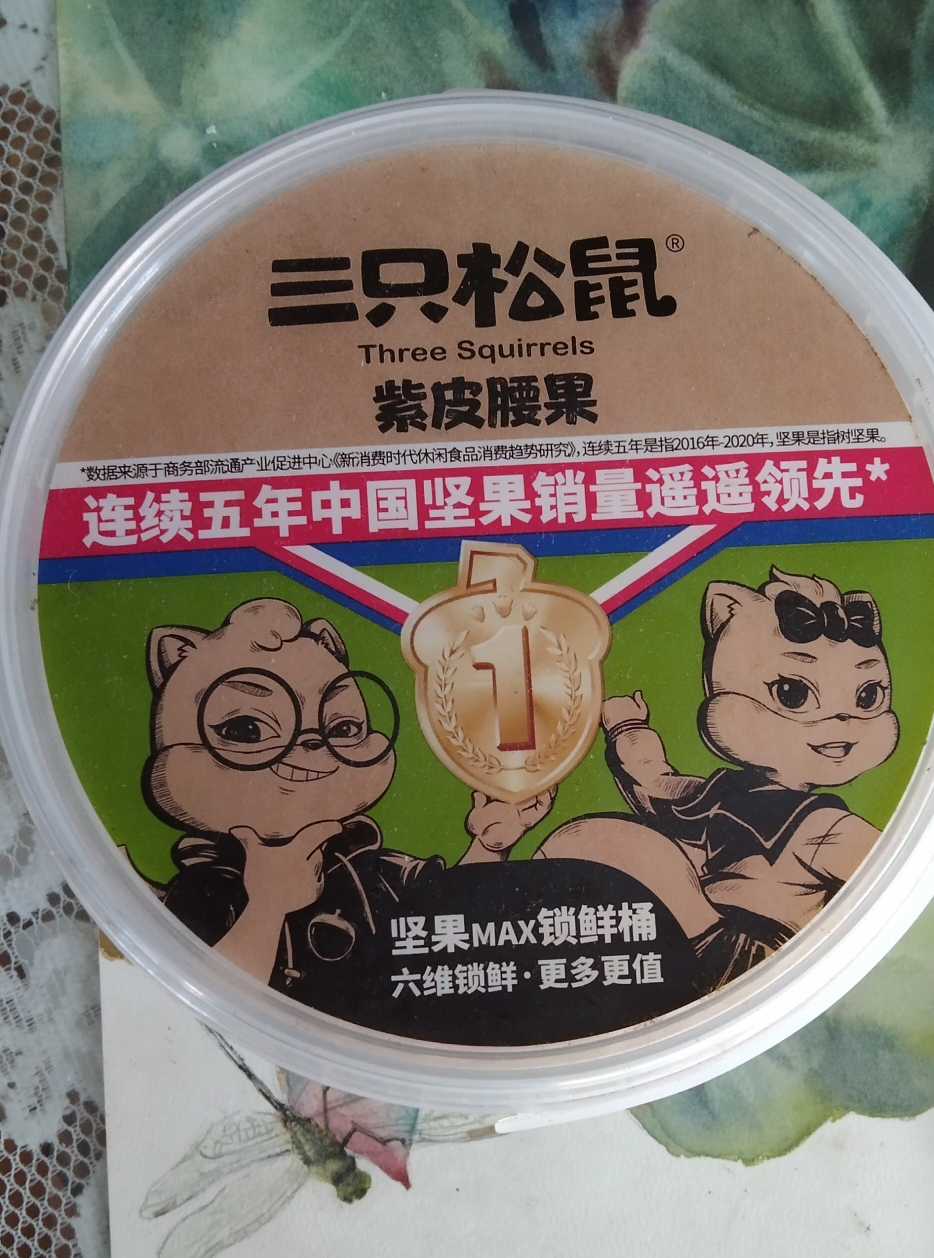 三只松鼠®
Three Squirrels
紫皮腰果
*数据来源于商务部流通产业促进中心《新消费时代休闲食品消费趋势研究》，连续五年是指2016年-2020年，坚果是指树坚果。
连续五年中国坚果销量遥遥领先*
1
坚果MAX锁鲜桶
六维锁鲜·更多更值